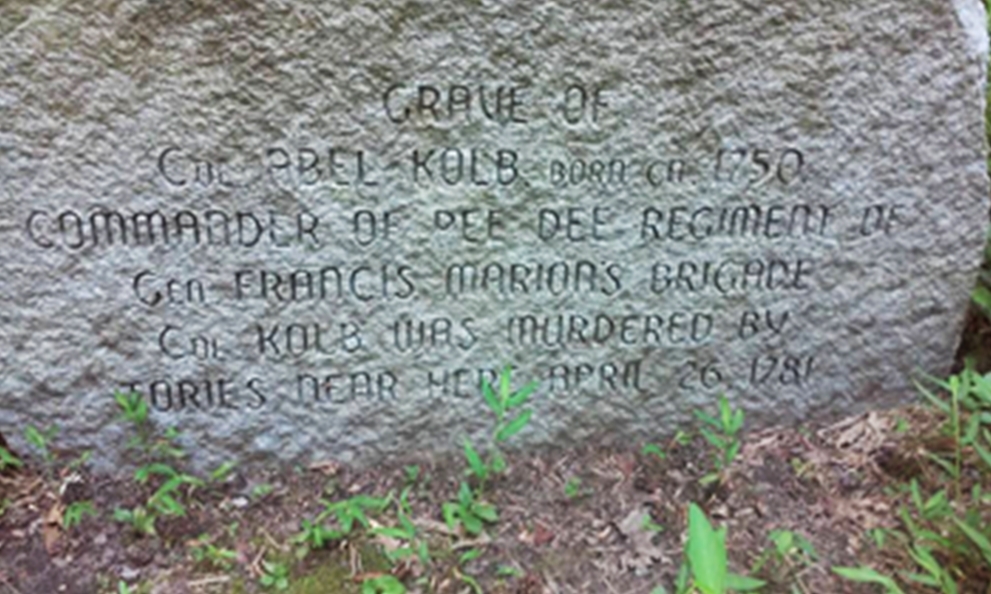 GRAVE OF
COL ABEL KOLB. BORN CA. 1750.
COMMANDER OF PEE DEE REGIMENT OF
GEN FRANCIS MARION'S BRIGADE
COL KOLB WAS MURDERED BY
TORIES NEAR HERE APRIL 26, 1781